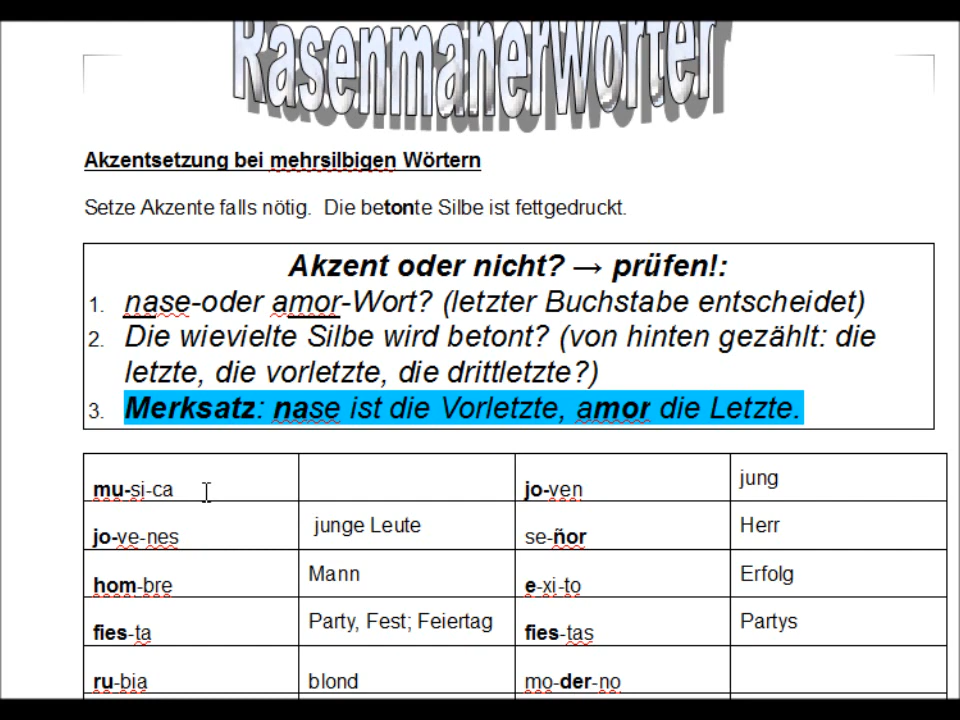 Rasenmäherwörter
Akzentsetzung bei mehrsilbigen Wörtern
Setze Akzente falls nötig. Die betonte Silbe ist fettgedruckt.
Akzent oder nicht? → prüfen!:
1. nase-oder amor-Wort? (letzter Buchstabe entscheidet)
2. Die wievielte Silbe wird betont? (von hinten gezählt: die
letzte, die vorletzte, die drittletzte?)
3. Merksatz: nase ist die Vorletzte, amor die Letzte.
mu-si-ca jo-ven jung
jo-ve-nes junge Leute se-ñor Herr
hom-bre Mann e-xi-to Erfolg
fies-ta Party, Fest; Feiertag fies-tas Partys
ru-bia blond mo-der-no